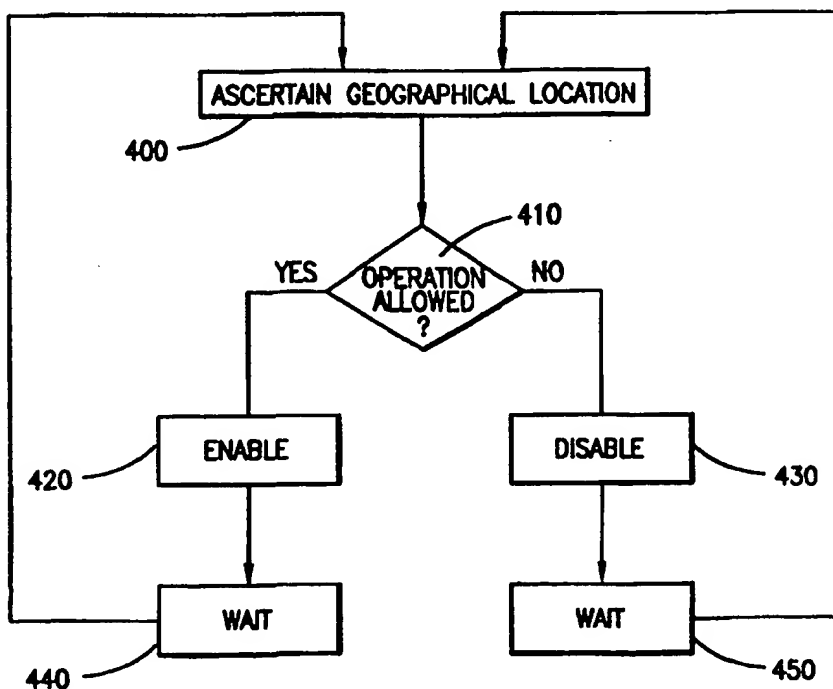 ASCERTAIN GEOGRAPHICAL LOCATION
400
410
YES
OPERATION
ALLOWED
?
NO
ENABLE
420
DISABLE
430
WAIT
440
WAIT
450